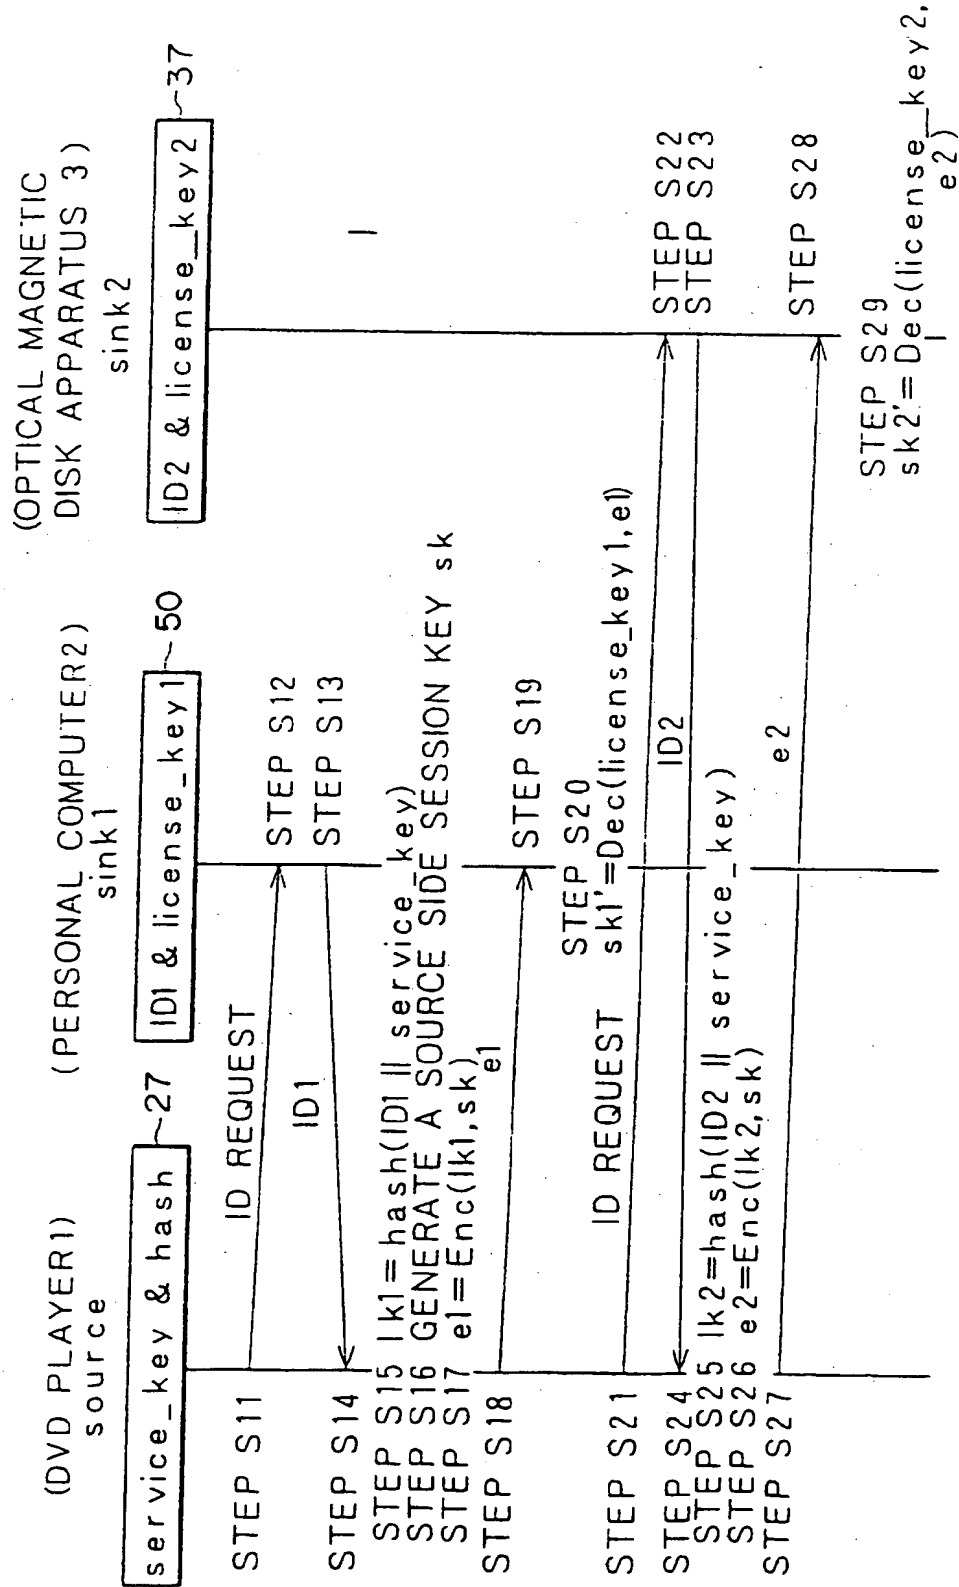 (DVD PLAYER1)
source
service_key & hash
27
(PERSONAL COMPUTER2)
sink1
ID1 & license_key1
50
(OPTICAL MAGNETIC
DISK APPARATUS 3)
sink2
ID2 & license_key2
37
STEP S11
ID REQUEST
STEP S12
STEP S13
ID1
STEP S14
STEP S15 lk1=hash(ID1 || service_key)
STEP S16 GENERATE A SOURCE SIDE SESSION KEY sk
STEP S17 e1=Enc(lk1,sk)
STEP S18
e1
STEP S19
STEP S20
sk1'=Dec(license_key1,e1)
STEP S21
ID REQUEST
STEP S22
STEP S23
ID2
STEP S24
STEP S25 lk2=hash(ID2 || service_key)
STEP S26 e2=Enc(lk2,sk)
STEP S27
e2
STEP S28
STEP S29
sk2'=Dec(license_key2,
e2)